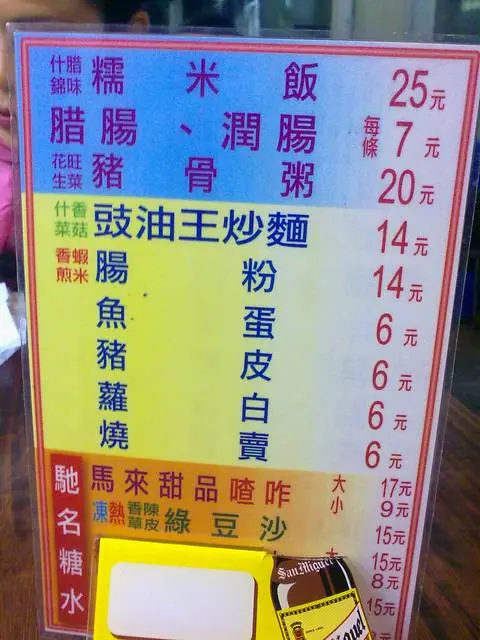 腊味什錦糯米飯 25元
腊腸、潤腸 每條 7元
旺菜花生豬骨粥 20元
香菇什菜豉油王炒麵 14元
蝦米香煎腸粉 14元
魚蛋 6元
豬皮 6元
蘿白 6元
燒賣 6元
馳名糖水
馬來甜品喳咋 大 17元
小 9元
凍熱 陳皮香草綠豆沙 15元
大 15元
8元
15元
San Miguel